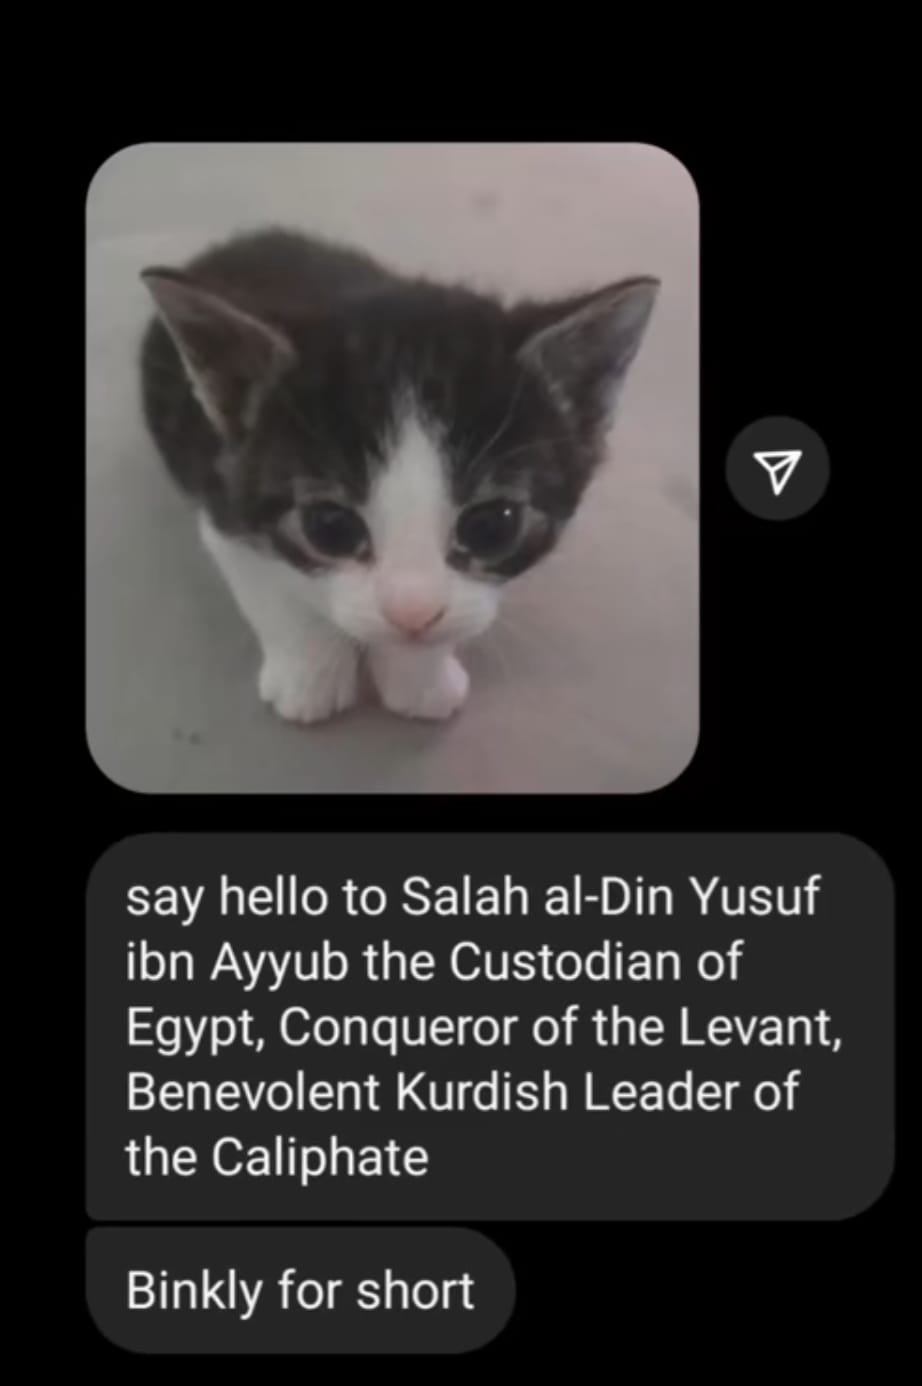 say hello to Salah al-Din Yusuf
ibn Ayyub the Custodian of
Egypt, Conqueror of the Levant,
Benevolent Kurdish Leader of
the Caliphate
Binkly for short